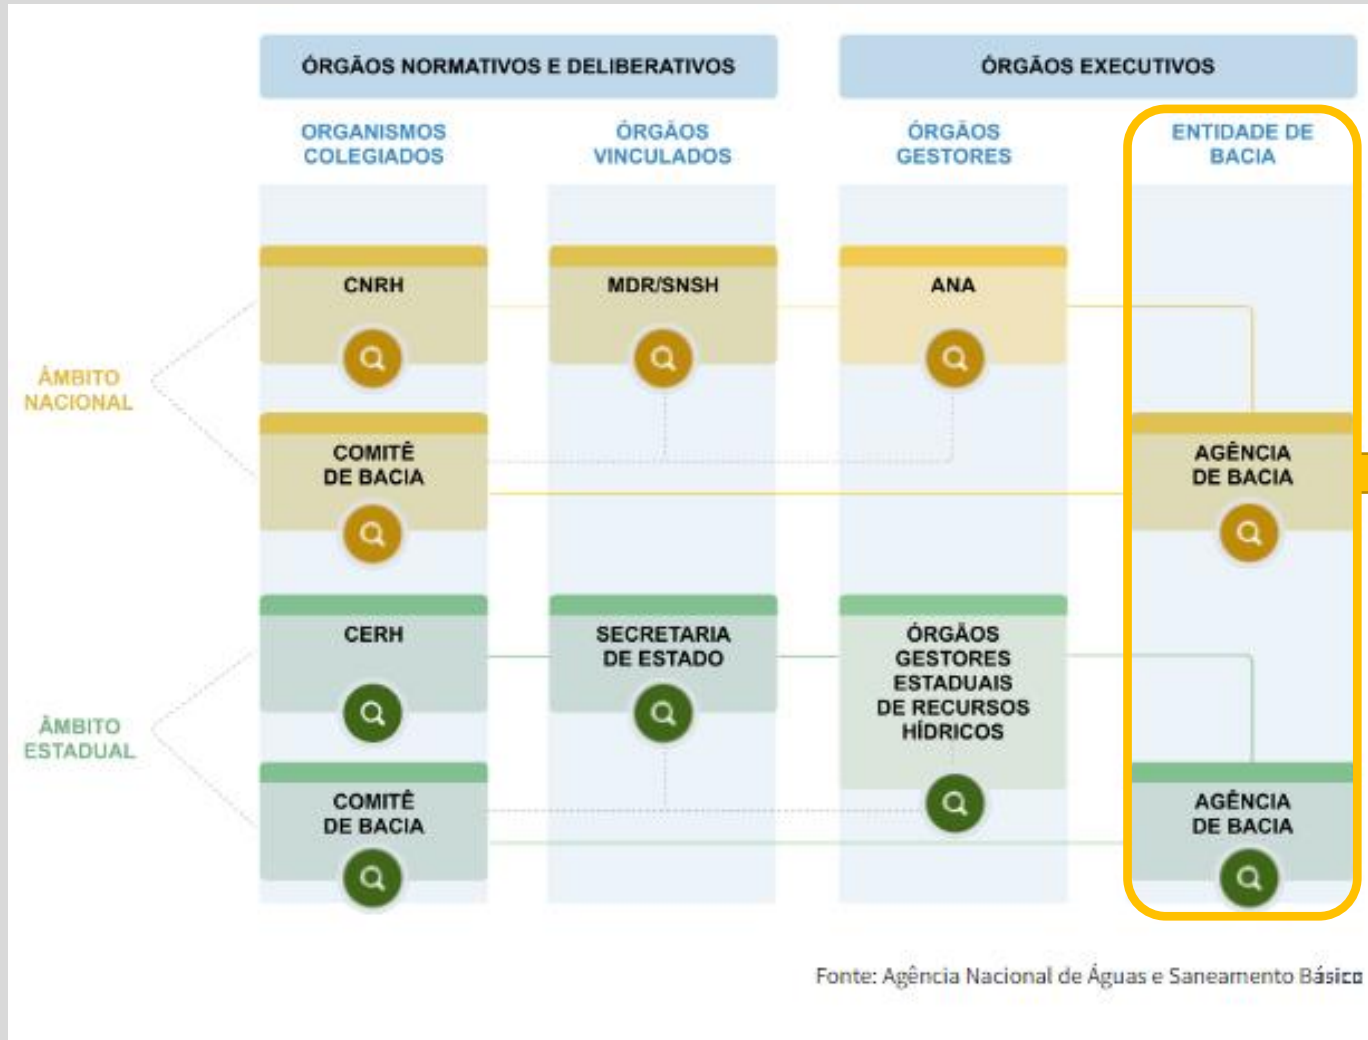 ÓRGÃOS NORMATIVOS E DELIBERATIVOS
ÓRGÃOS EXECUTIVOS
ORGANISMOS
COLEGIADOS
ÓRGÃOS
VINCULADOS
ÓRGÃOS
GESTORES
ENTIDADE DE
BACIA
ÂMBITO
NACIONAL
CNRH
MDR/SNSH
ANA
COMITÊ
DE BACIA
AGÊNCIA
DE BACIA
ÂMBITO
ESTADUAL
CERH
SECRETARIA
DE ESTADO
ÓRGÃOS
GESTORES
ESTADUAIS
DE RECURSOS
HÍDRICOS
COMITÊ
DE BACIA
AGÊNCIA
DE BACIA
Fonte: Agência Nacional de Águas e Saneamento Básico